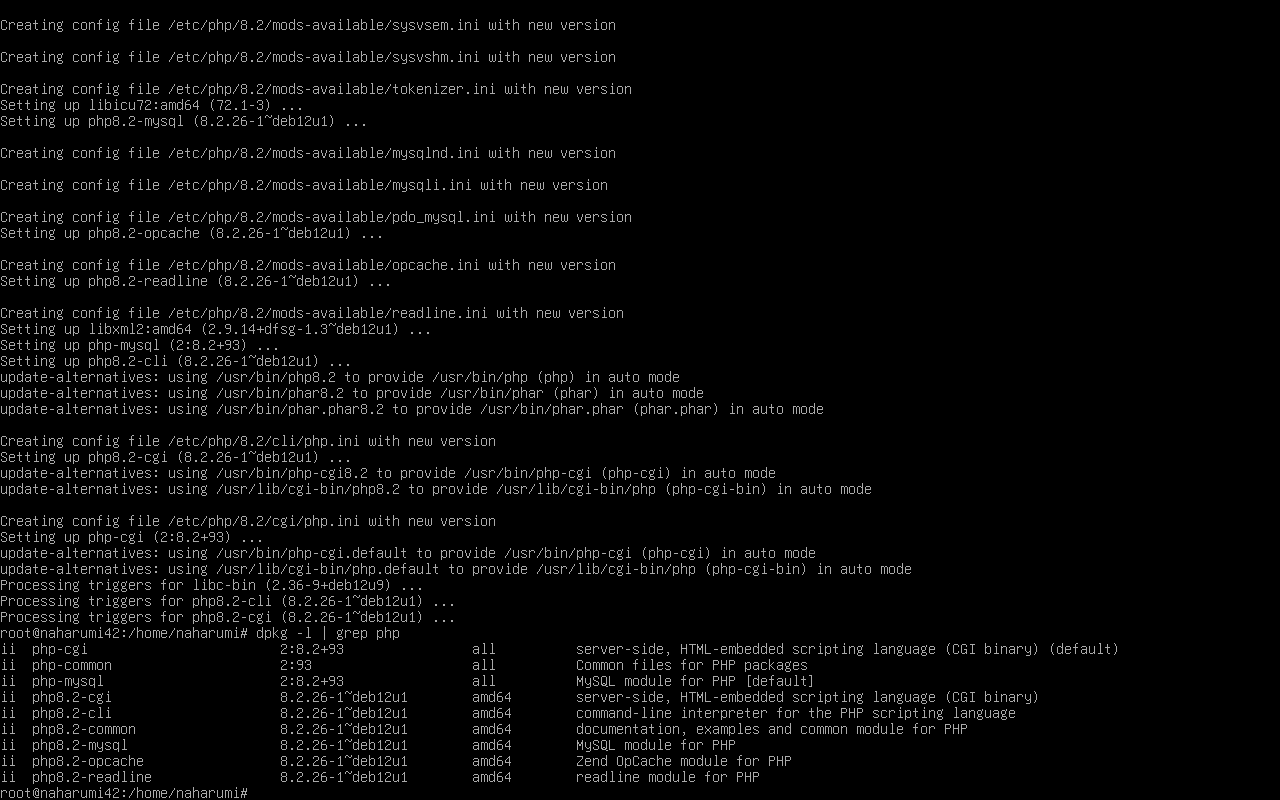 Creating config file /etc/php/8.2/mods-available/sysvsem.ini with new version
Creating config file /etc/php/8.2/mods-available/sysvshm.ini with new version
Creating config file /etc/php/8.2/mods-available/tokenizer.ini with new version
Setting up libicu72:amd64 (72.1-3) ...
Setting up php8.2-mysql (8.2.26-1~deb12u1) ...
Creating config file /etc/php/8.2/mods-available/mysqlnd.ini with new version
Creating config file /etc/php/8.2/mods-available/mysqli.ini with new version
Creating config file /etc/php/8.2/mods-available/pdo_mysql.ini with new version
Setting up php8.2-opcache (8.2.26-1~deb12u1) ...
Creating config file /etc/php/8.2/mods-available/opcache.ini with new version
Setting up php8.2-readline (8.2.26-1~deb12u1) ...
Creating config file /etc/php/8.2/mods-available/readline.ini with new version
Setting up libxml2:amd64 (2.9.14+dfsg-1.3~deb12u1) ...
Setting up php-mysql (2:8.2+93) ...
Setting up php8.2-cli (8.2.26-1~deb12u1) ...
update-alternatives: using /usr/bin/php8.2 to provide /usr/bin/php (php) in auto mode
update-alternatives: using /usr/bin/phar8.2 to provide /usr/bin/phar (phar) in auto mode
update-alternatives: using /usr/bin/phar.phar8.2 to provide /usr/bin/phar.phar (phar.phar) in auto mode
Creating config file /etc/php/8.2/cli/php.ini with new version
Setting up php8.2-cgi (8.2.26-1~deb12u1) ...
update-alternatives: using /usr/bin/php-cgi8.2 to provide /usr/bin/php-cgi (php-cgi) in auto mode
update-alternatives: using /usr/lib/cgi-bin/php8.2 to provide /usr/lib/cgi-bin/php (php-cgi-bin) in auto mode
Creating config file /etc/php/8.2/cgi/php.ini with new version
Setting up php-cgi (2:8.2+93) ...
update-alternatives: using /usr/bin/php-cgi.default to provide /usr/bin/php-cgi (php-cgi) in auto mode
update-alternatives: using /usr/lib/cgi-bin/php.default to provide /usr/lib/cgi-bin/php (php-cgi-bin) in auto mode
Processing triggers for libc-bin (2.36-9+deb12u9) ...
Processing triggers for php8.2-cli (8.2.26-1~deb12u1) ...
Processing triggers for php8.2-cgi (8.2.26-1~deb12u1) ...
root@naharumi42:/home/naharumi# dpkg -l | grep php
ii  php-cgi                        2:8.2+93                all          server-side, HTML-embedded scripting language (CGI binary) (default)
ii  php-common                     2:93                    all          Common files for PHP packages
ii  php-mysql                      2:8.2+93                all          MySQL module for PHP [default]
ii  php8.2-cgi                     8.2.26-1~deb12u1        amd64        server-side, HTML-embedded scripting language (CGI binary)
ii  php8.2-cli                     8.2.26-1~deb12u1        amd64        command-line interpreter for the PHP scripting language
ii  php8.2-common                  8.2.26-1~deb12u1        amd64        documentation, examples and common module for PHP
ii  php8.2-mysql                   8.2.26-1~deb12u1        amd64        MySQL module for PHP
ii  php8.2-opcache                 8.2.26-1~deb12u1        amd64        Zend OpCache module for PHP
ii  php8.2-readline                8.2.26-1~deb12u1        amd64        readline module for PHP
root@naharumi42:/home/naharumi#